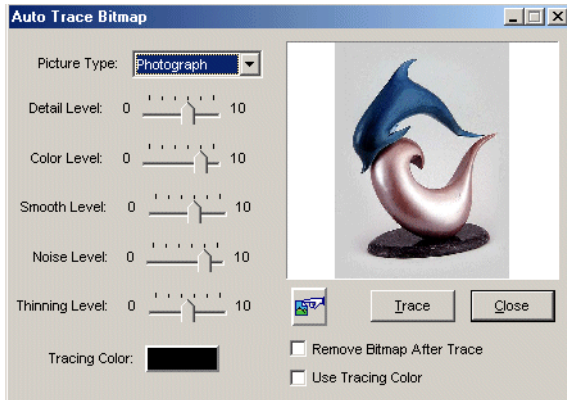 Auto Trace Bitmap
Picture Type: Photograph
Detail Level: 0 10
Color Level: 0 10
Smooth Level: 0 10
Noise Level: 0 10
Thinning Level: 0 10
Trace Close
Tracing Color:
Remove Bitmap After Trace
Use Tracing Color